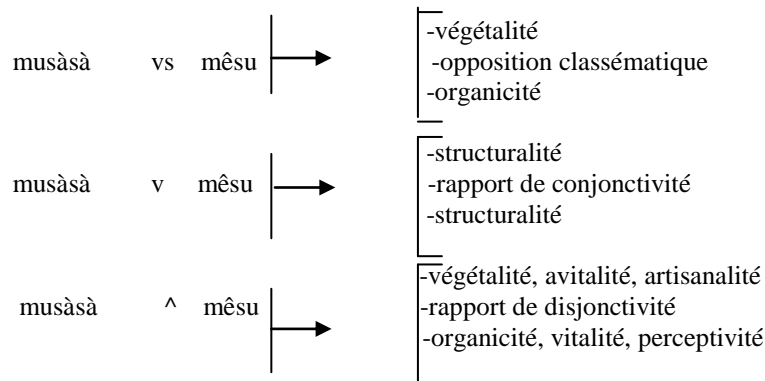 -végétalité
musàsà vs mêsu -opposition classématique
-organicité
-structuralité
musàsà v mêsu -rapport de conjonctivité
-structuralité
-végétalité, avitalité, artisanalité
musàsà ^ mêsu -rapport de disjonctivité
-organicité, vitalité, perceptivité